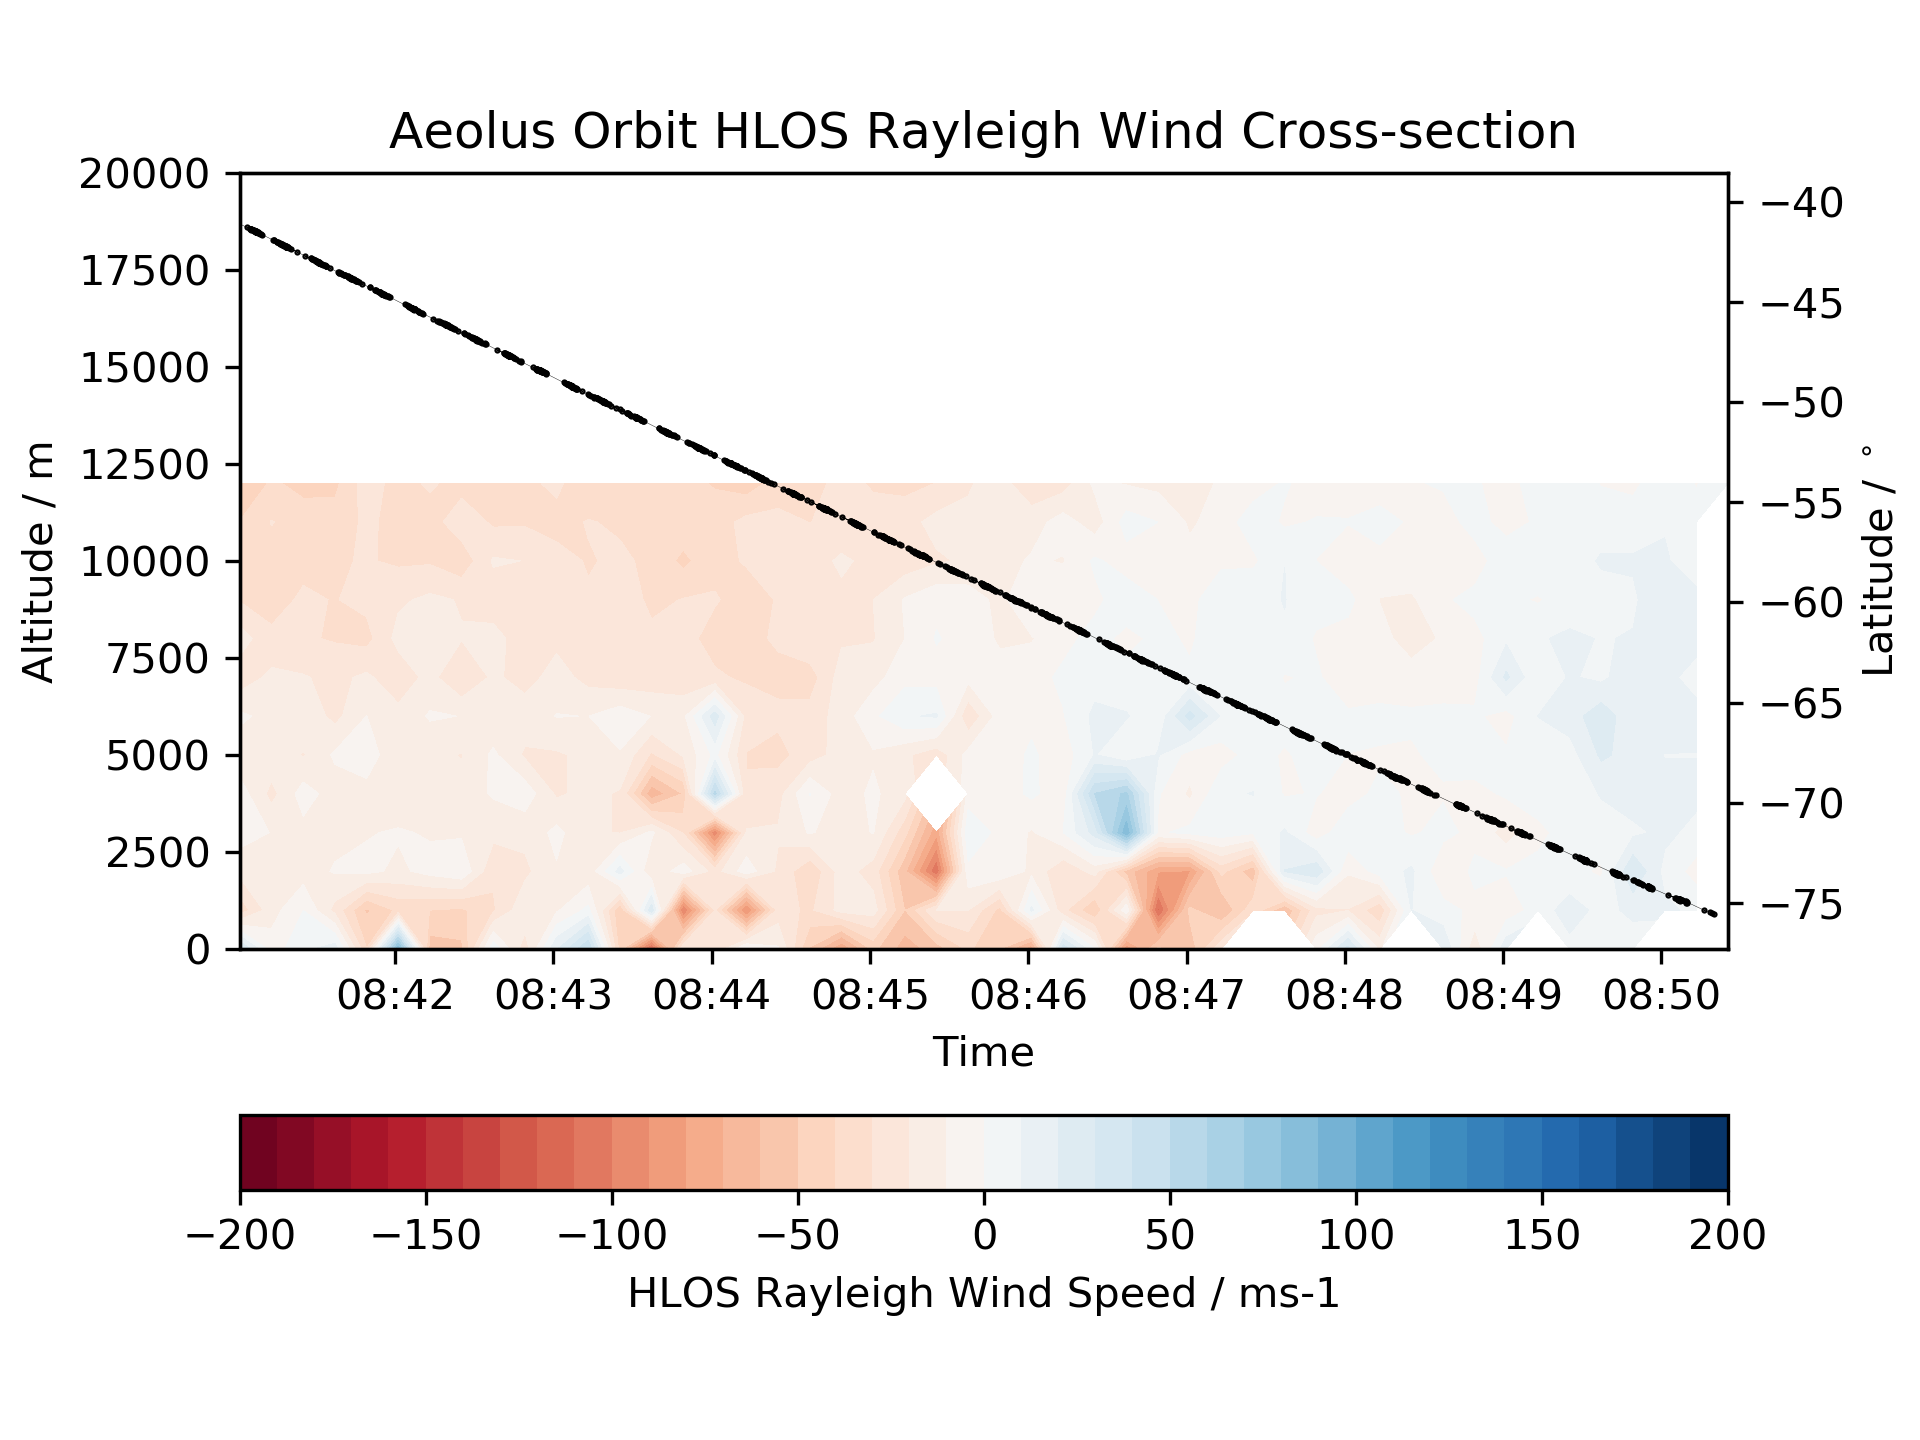 Aeolus Orbit HLOS Rayleigh Wind Cross-section
20000
17500
15000
12500
10000
7500
5000
2500
0
Altitude / m
−40
−45
−50
−55
−60
−65
−70
−75
Latitude / °
08:42 08:43 08:44 08:45 08:46 08:47 08:48 08:49 08:50
Time
−200 −150 −100 −50 0 50 100 150 200
HLOS Rayleigh Wind Speed / ms-1